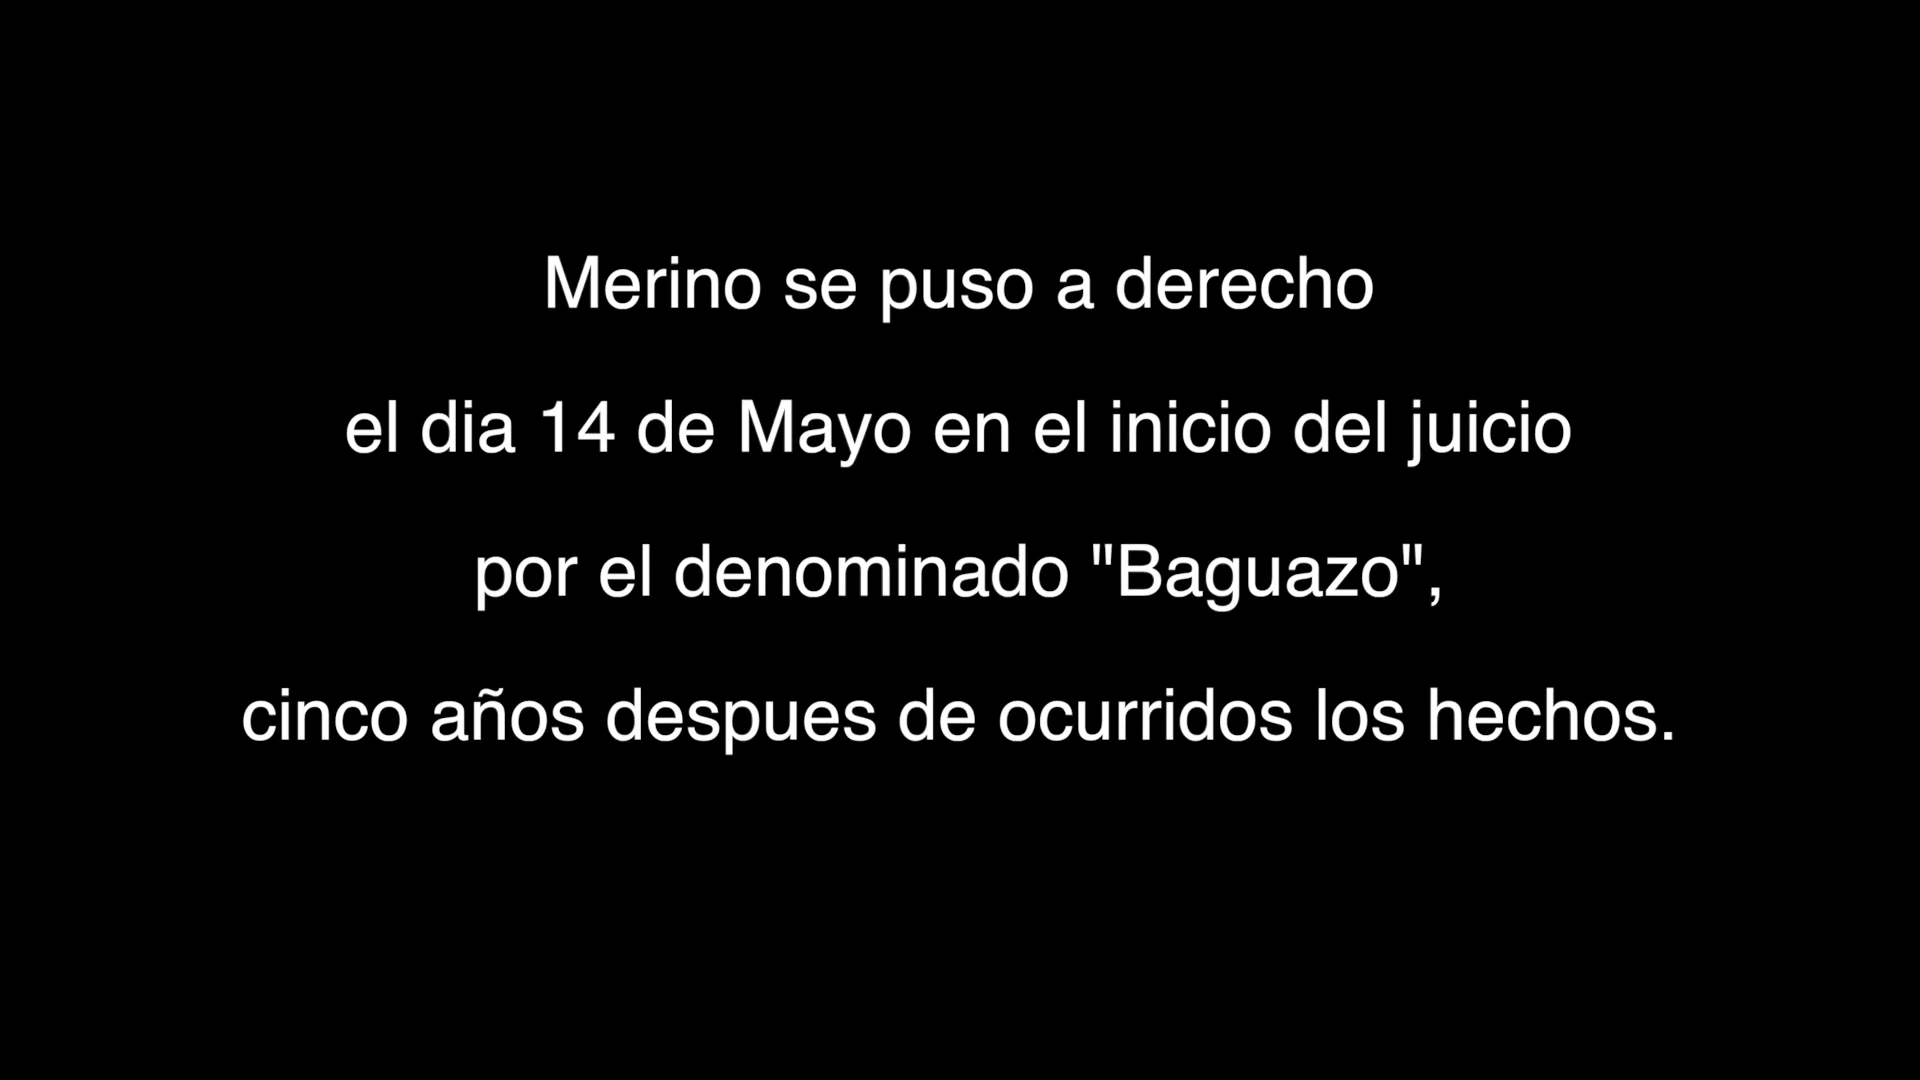 Merino se puso a derecho
el dia 14 de Mayo en el inicio del juicio
por el denominado "Baguazo",
cinco años despues de ocurridos los hechos.